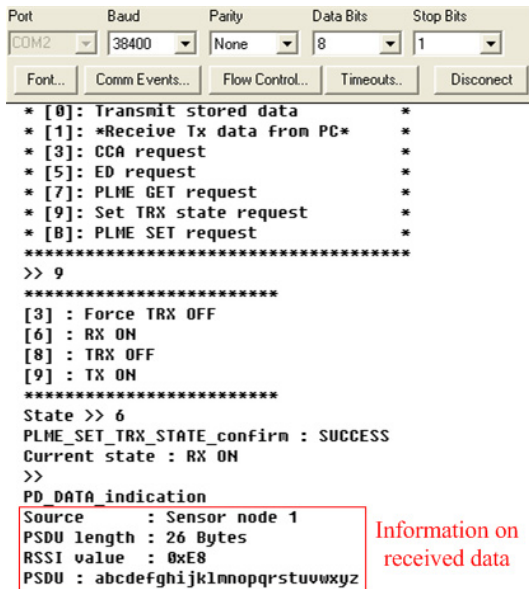 Port Baud Parity Data Bits Stop Bits
COM2 38400 None 8 1
Font... Comm Events... Flow Control... Timeouts.. Disconect
* [0]: Transmit stored data *
* [1]: *Receive Tx data from PC* *
* [3]: CCA request *
* [5]: ED request *
* [7]: PLME GET request *
* [9]: Set TRX state request *
* [B]: PLME SET request *
***************************************
>> 9
**************************
[3] : Force TRX OFF
[6] : RX ON
[8] : TRX OFF
[9] : TX ON
**************************
State >> 6
PLME_SET_TRX_STATE_confirm : SUCCESS
Current state : RX ON
>>
PD_DATA_indication
Source : Sensor node 1
PSDU length : 26 Bytes
RSSI value : 0xE8
PSDU : abcdefghijklmnopqrstuvwxyz
Information on
received data